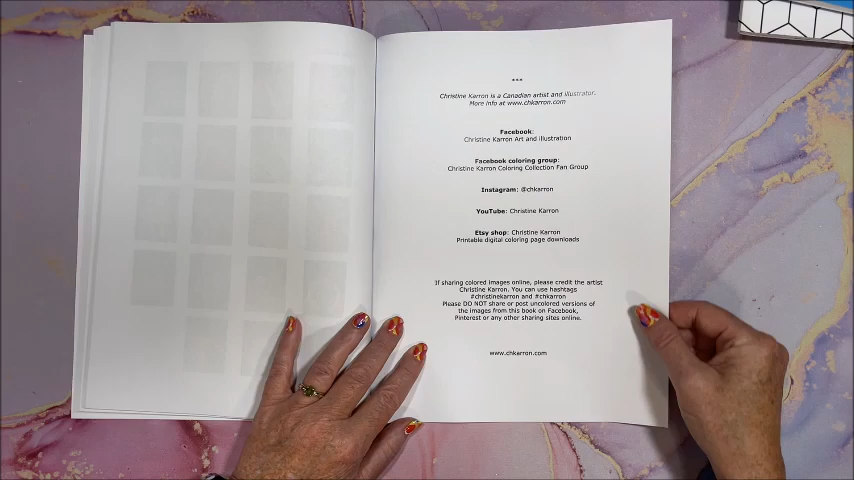 ***
Christine Karron is a Canadian artist and illustrator.
More info at www.chkarron.com
Facebook:
Christine Karron Art and illustration
Facebook coloring group:
Christine Karron Coloring Collection Fan Group
Instagram: @chkarron
YouTube: Christine Karron
Etsy shop: Christine Karron
Printable digital coloring page downloads
If sharing colored images online, please credit the artist
Christine Karron. You can use hashtags
#christinekarron and #chkarron
Please DO NOT share or post uncolored versions of
the images from this book on Facebook,
Pinterest or any other sharing sites online.
www.chkarron.com